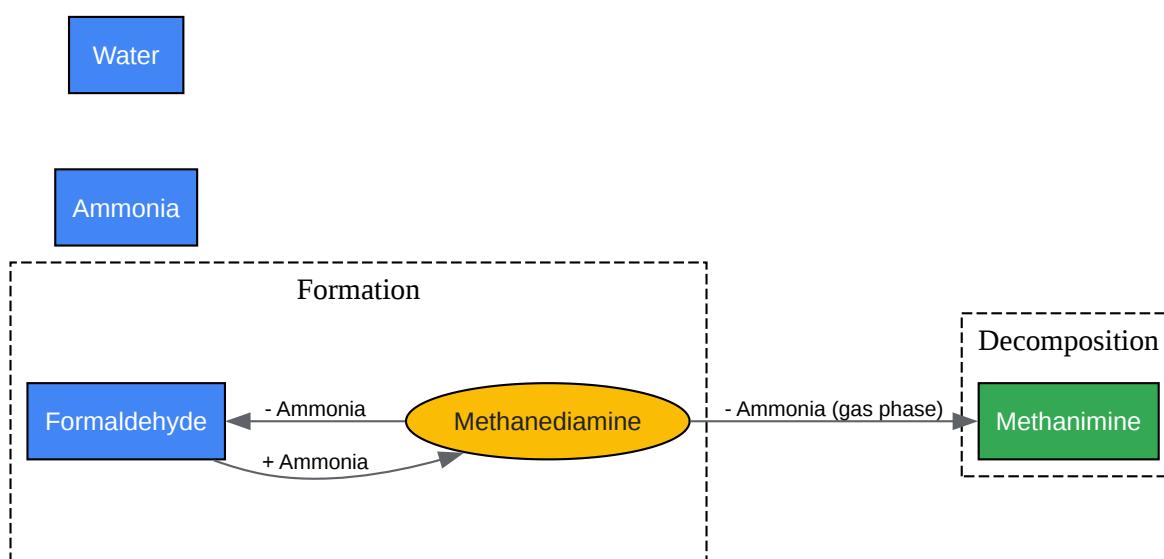 Water
Ammonia
Formation
Decomposition
Formaldehyde
- Ammonia
+ Ammonia
Methanediamine
- Ammonia (gas phase)
Methanimine